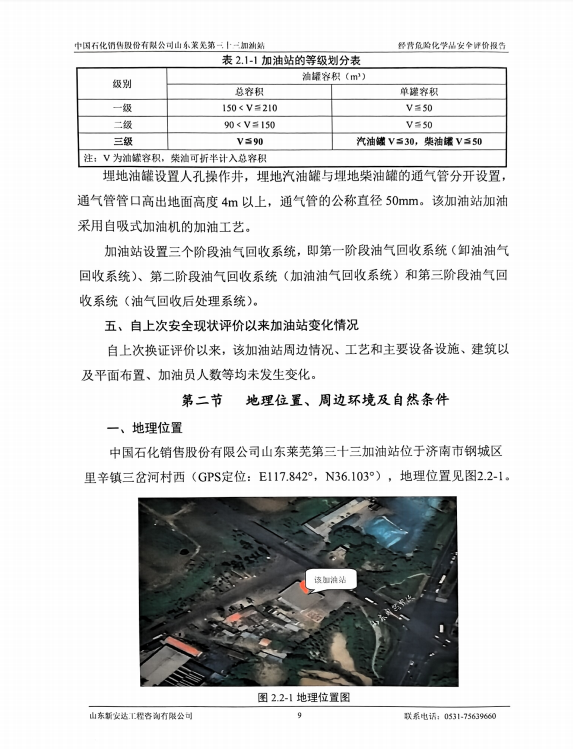 中国石化销售股份有限公司山东莱芜第三十三加油站 经营危险化学品安全评价报告
表 2.1-1 加油站的等级划分表
级别 油罐容积（m³）
总容积 单罐容积
一级 150＜V≦210 V≦50
二级 90＜V≦150 V≦50
三级 V≦90 汽油罐 V≦30，柴油罐 V≦50
注：V 为油罐容积，柴油可折半计入总容积
埋地油罐设置人孔操作井，埋地汽油罐与埋地柴油罐的通气管分开设置，
通气管管口高出地面高度 4m 以上，通气管的公称直径 50mm。该加油站加油
采用自吸式加油机的加油工艺。
加油站设置三个阶段油气回收系统，即第一阶段油气回收系统（卸油油气
回收系统）、第二阶段油气回收系统（加油油气回收系统）和第三阶段油气回
收系统（油气回收后处理系统）。
五、自上次安全现状评价以来加油站变化情况
自上次换证评价以来，该加油站周边情况、工艺和主要设备设施、建筑以
及平面布置、加油员人数等均未发生变化。
第二节 地理位置、周边环境及自然条件
一、地理位置
中国石化销售股份有限公司山东莱芜第三十三加油站位于济南市钢城区
里辛镇三岔河村西（GPS定位：E117.842°，N36.103°），地理位置见图2.2-1。
该加油站
图 2.2-1 地理位置图
山东新安达工程咨询有限公司 9 联系电话：0531-75639660